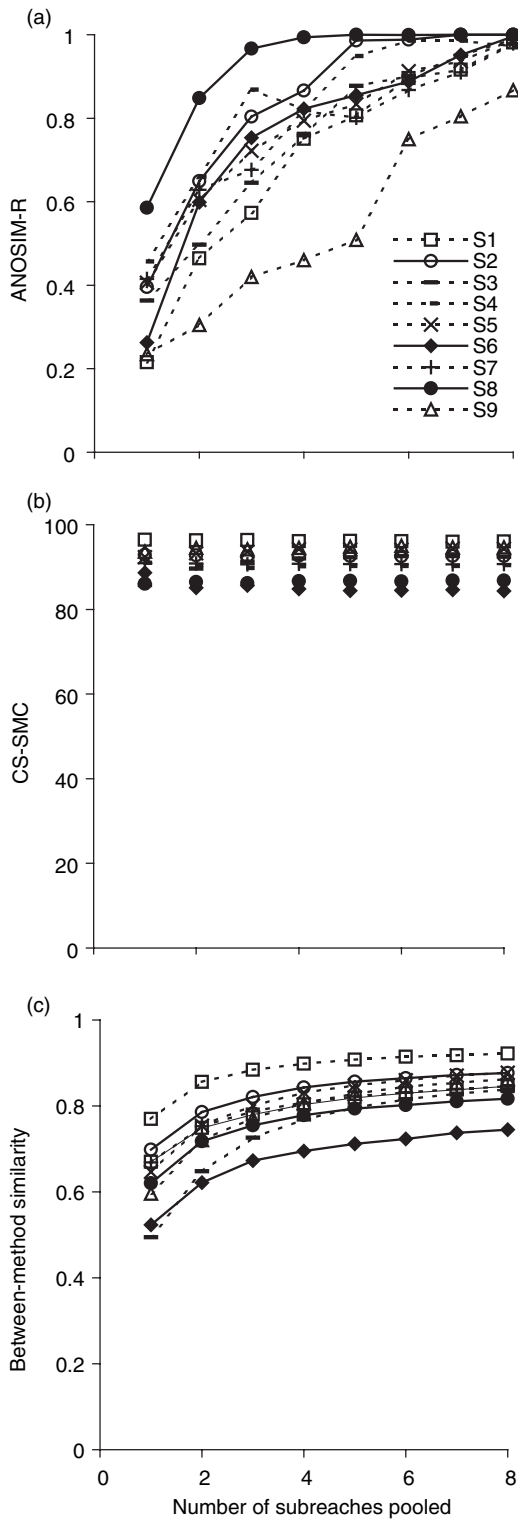 (a)
1
0.8
0.6
0.4
0.2
0
ANOSIM-R
S1
S2
S3
S4
S5
S6
S7
S8
S9
(b)
100
80
60
40
20
0
CS-SMC
(c)
1
0.8
0.6
0.4
0.2
0
Between-method similarity
0 2 4 6 8
Number of subreaches pooled